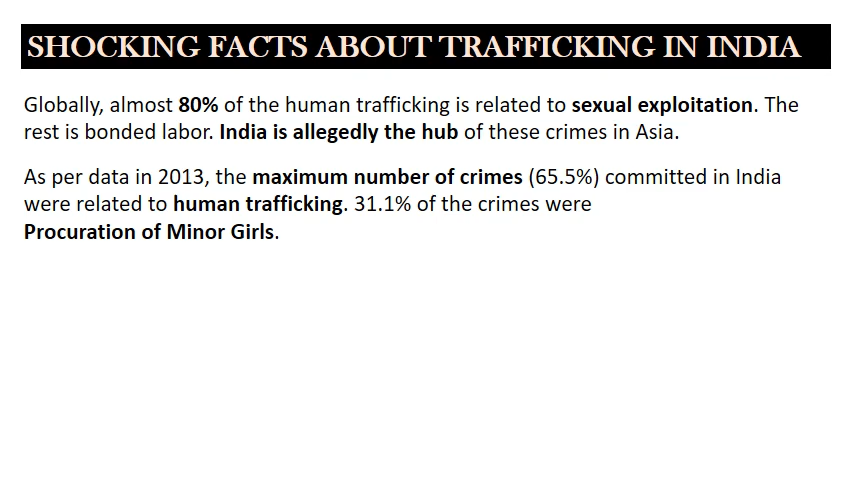 SHOCKING FACTS ABOUT TRAFFICKING IN INDIA
Globally, almost 80% of the human trafficking is related to sexual exploitation. The
rest is bonded labor. India is allegedly the hub of these crimes in Asia.
As per data in 2013, the maximum number of crimes (65.5%) committed in India
were related to human trafficking. 31.1% of the crimes were
Procuration of Minor Girls.